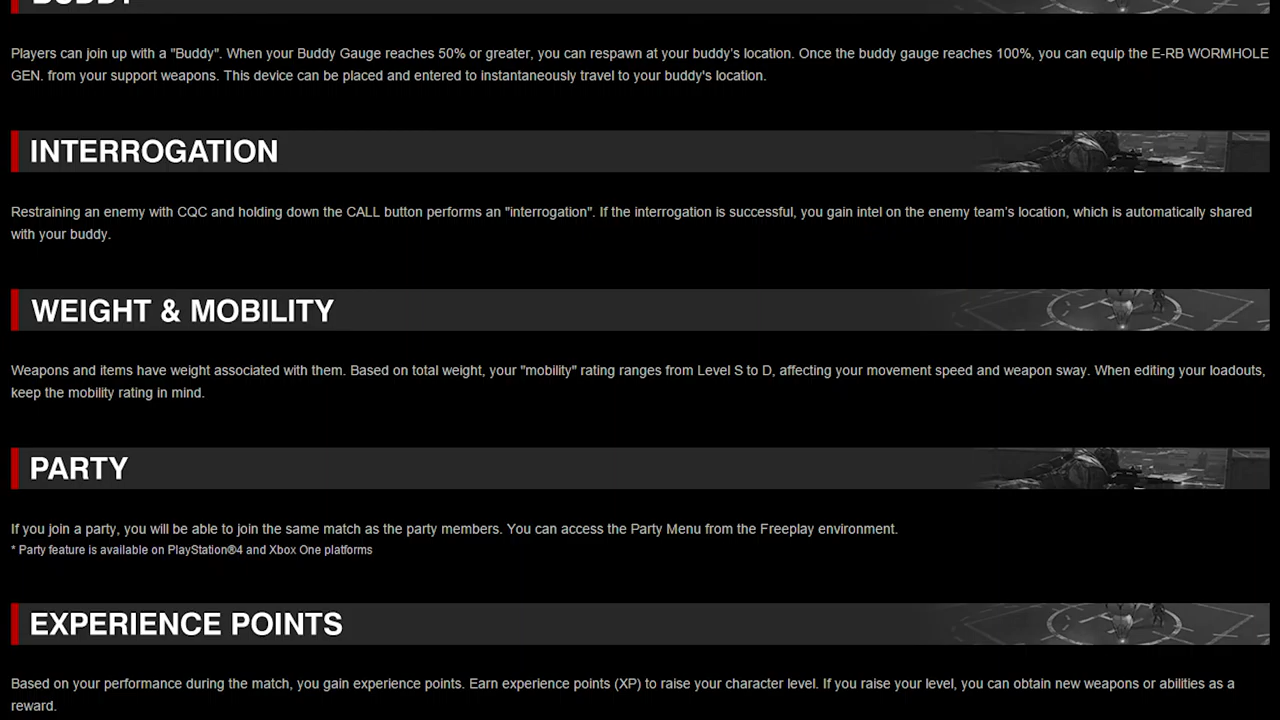 BUDDY
Players can join up with a "Buddy". When your Buddy Gauge reaches 50% or greater, you can respawn at your buddy's location. Once the buddy gauge reaches 100%, you can equip the E-RB WORMHOLE
GEN. from your support weapons. This device can be placed and entered to instantaneously travel to your buddy's location.
INTERROGATION
Restraining an enemy with CQC and holding down the CALL button performs an "interrogation". If the interrogation is successful, you gain intel on the enemy team's location, which is automatically shared
with your buddy.
WEIGHT & MOBILITY
Weapons and items have weight associated with them. Based on total weight, your "mobility" rating ranges from Level S to D, affecting your movement speed and weapon sway. When editing your loadouts,
keep the mobility rating in mind.
PARTY
If you join a party, you will be able to join the same match as the party members. You can access the Party Menu from the Freeplay environment.
* Party feature is available on PlayStation®4 and Xbox One platforms
EXPERIENCE POINTS
Based on your performance during the match, you gain experience points. Earn experience points (XP) to raise your character level. If you raise your level, you can obtain new weapons or abilities as a
reward.